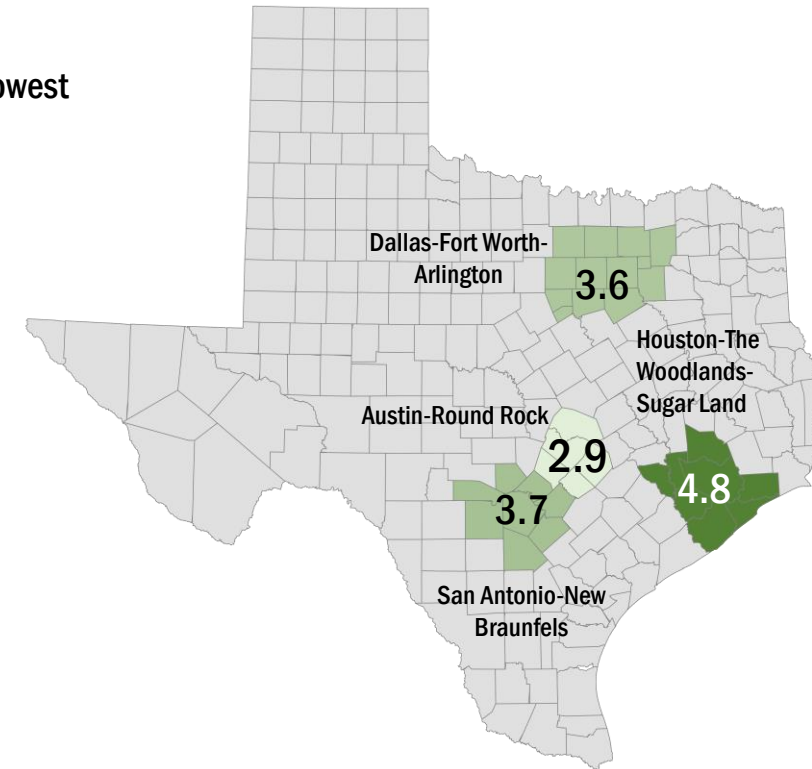 Dallas-Fort Worth-
Arlington
3.6
Houston-The
Woodlands-
Sugar Land
Austin-Round Rock
2.9
4.8
3.7
San Antonio-New
Braunfels